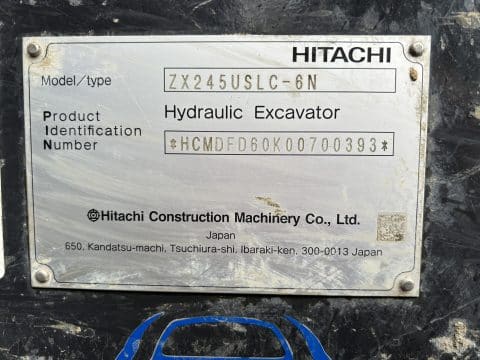 HITACHI
Model/type ZX245USLC-6N
Product Hydraulic Excavator
Identification
Number *HCMDFD60K00700393*
Hitachi Construction Machinery Co., Ltd.
Japan
650, Kandatsu-machi, Tsuchiura-shi, Ibaraki-ken, 300-0013 Japan